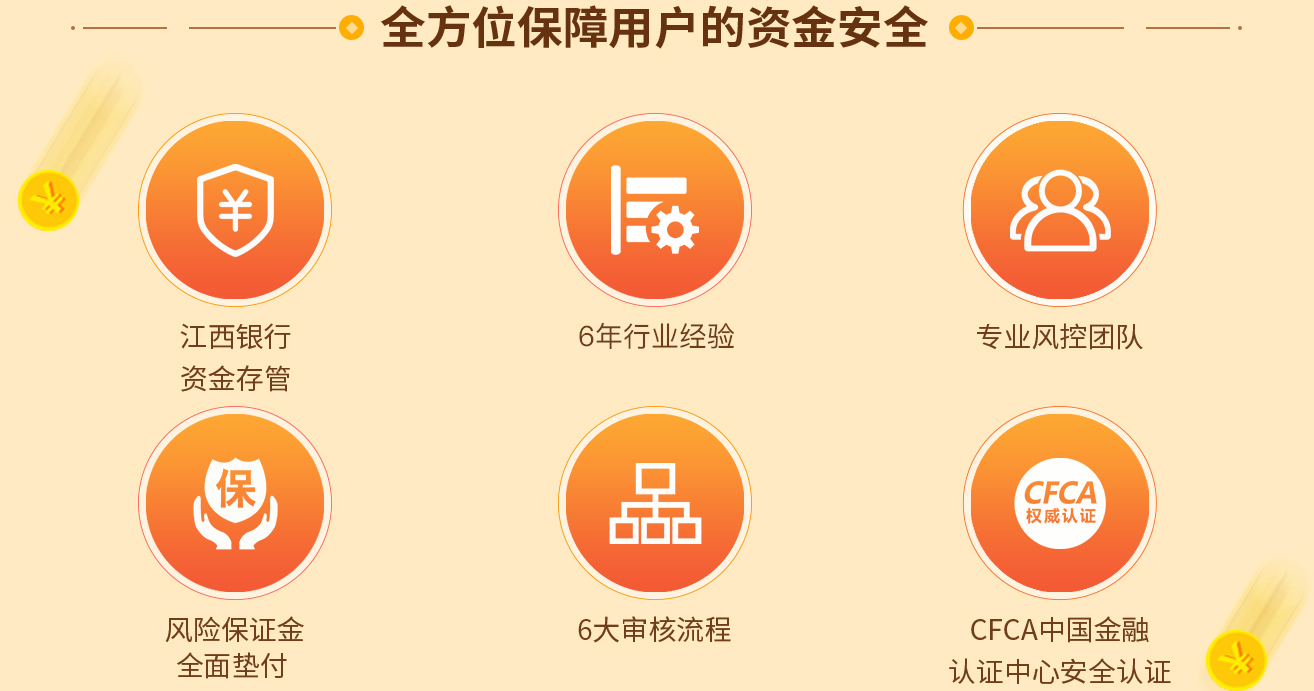 全方位保障用户的资金安全
江西银行
资金存管
6年行业经验
专业风控团队
保
风险保证金
全面垫付
6大审核流程
CFCA
权威认证
CFCA中国金融
认证中心安全认证